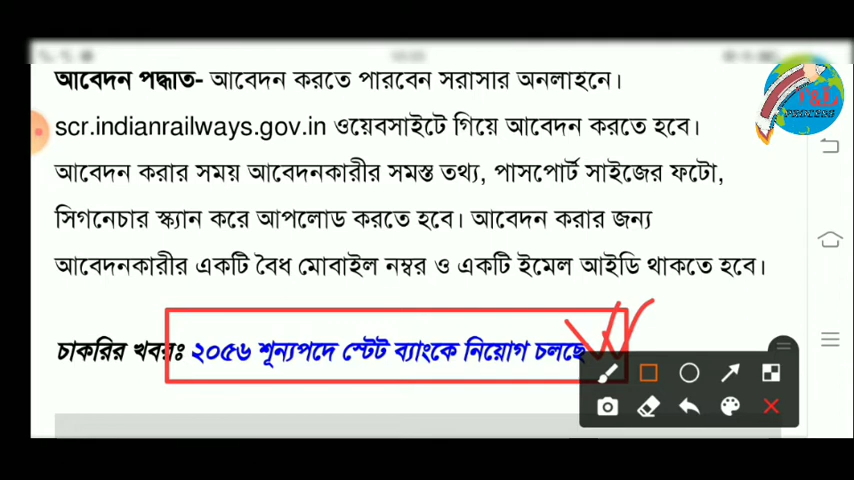 আবেদন পদ্ধতি- আবেদন করতে পারবেন সরাসার অনলাইনে।
scr.indianrailways.gov.in ওয়েবসাইটে গিয়ে আবেদন করতে হবে।
আবেদন করার সময় আবেদনকারীর সমস্ত তথ্য, পাসপোর্ট সাইজের ফটো,
সিগনেচার স্ক্যান করে আপলোড করতে হবে। আবেদন করার জন্য
আবেদনকারীর একটি বৈধ মোবাইল নম্বর ও একটি ইমেল আইডি থাকতে হবে।
চাকরির খবরঃ ২০৫৬ শূন্যপদে স্টেট ব্যাংকে নিয়োগ চলছে